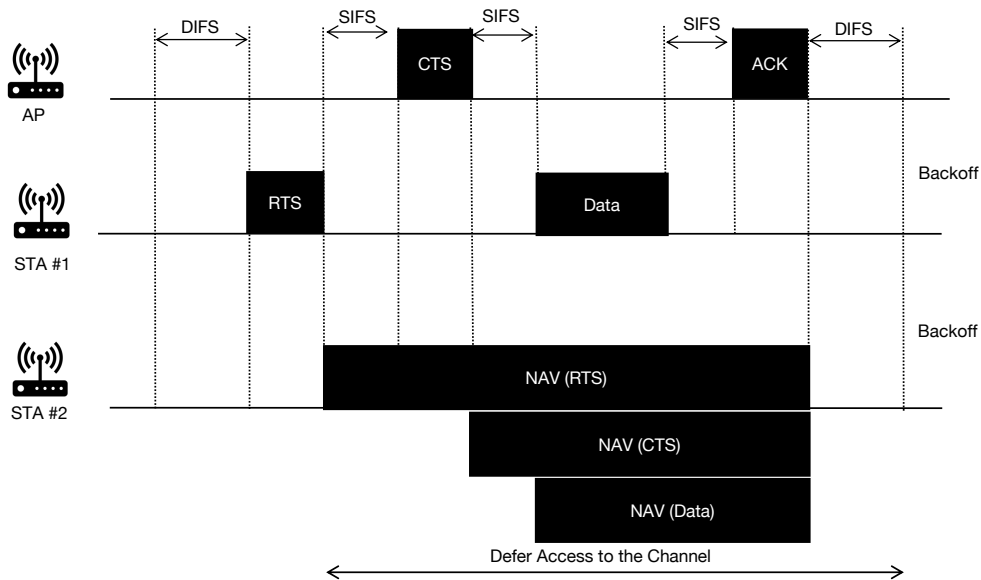 DIFS
SIFS
SIFS
SIFS
DIFS
CTS
ACK
AP
Backoff
RTS
Data
STA #1
Backoff
NAV (RTS)
STA #2
NAV (CTS)
NAV (Data)
Defer Access to the Channel